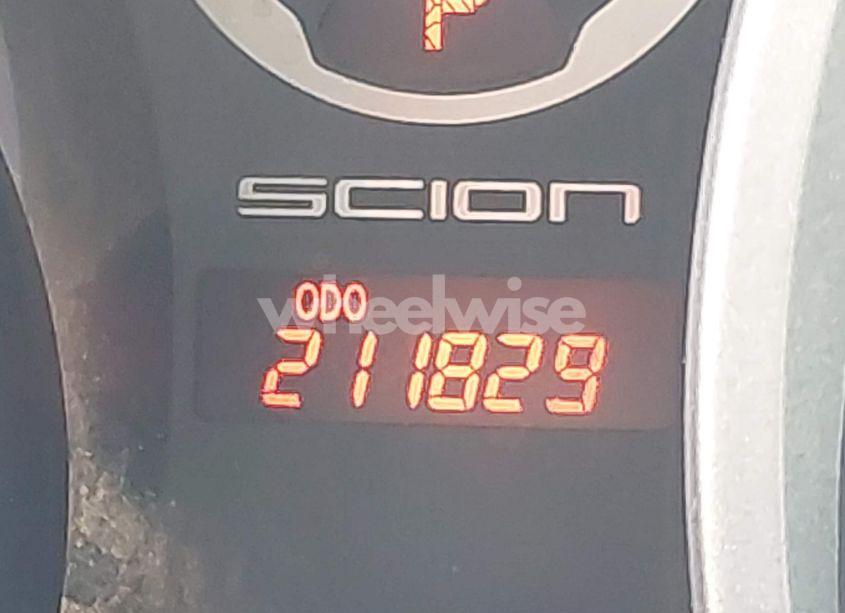 P
SCION
ODO
wheelwise
211829